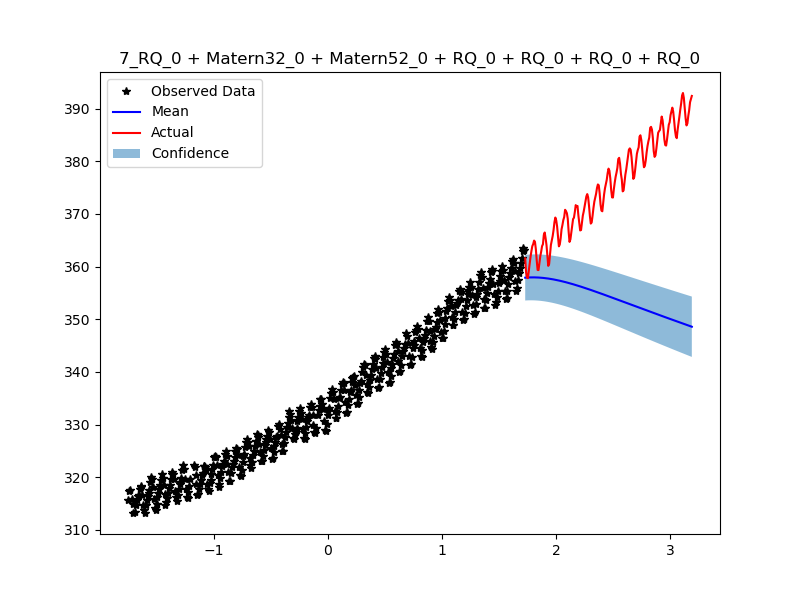 7_RQ_0 + Matern32_0 + Matern52_0 + RQ_0 + RQ_0 + RQ_0 + RQ_0
Observed Data
Mean
Actual
Confidence
390
380
370
360
350
340
330
320
310
−1
0
1
2
3